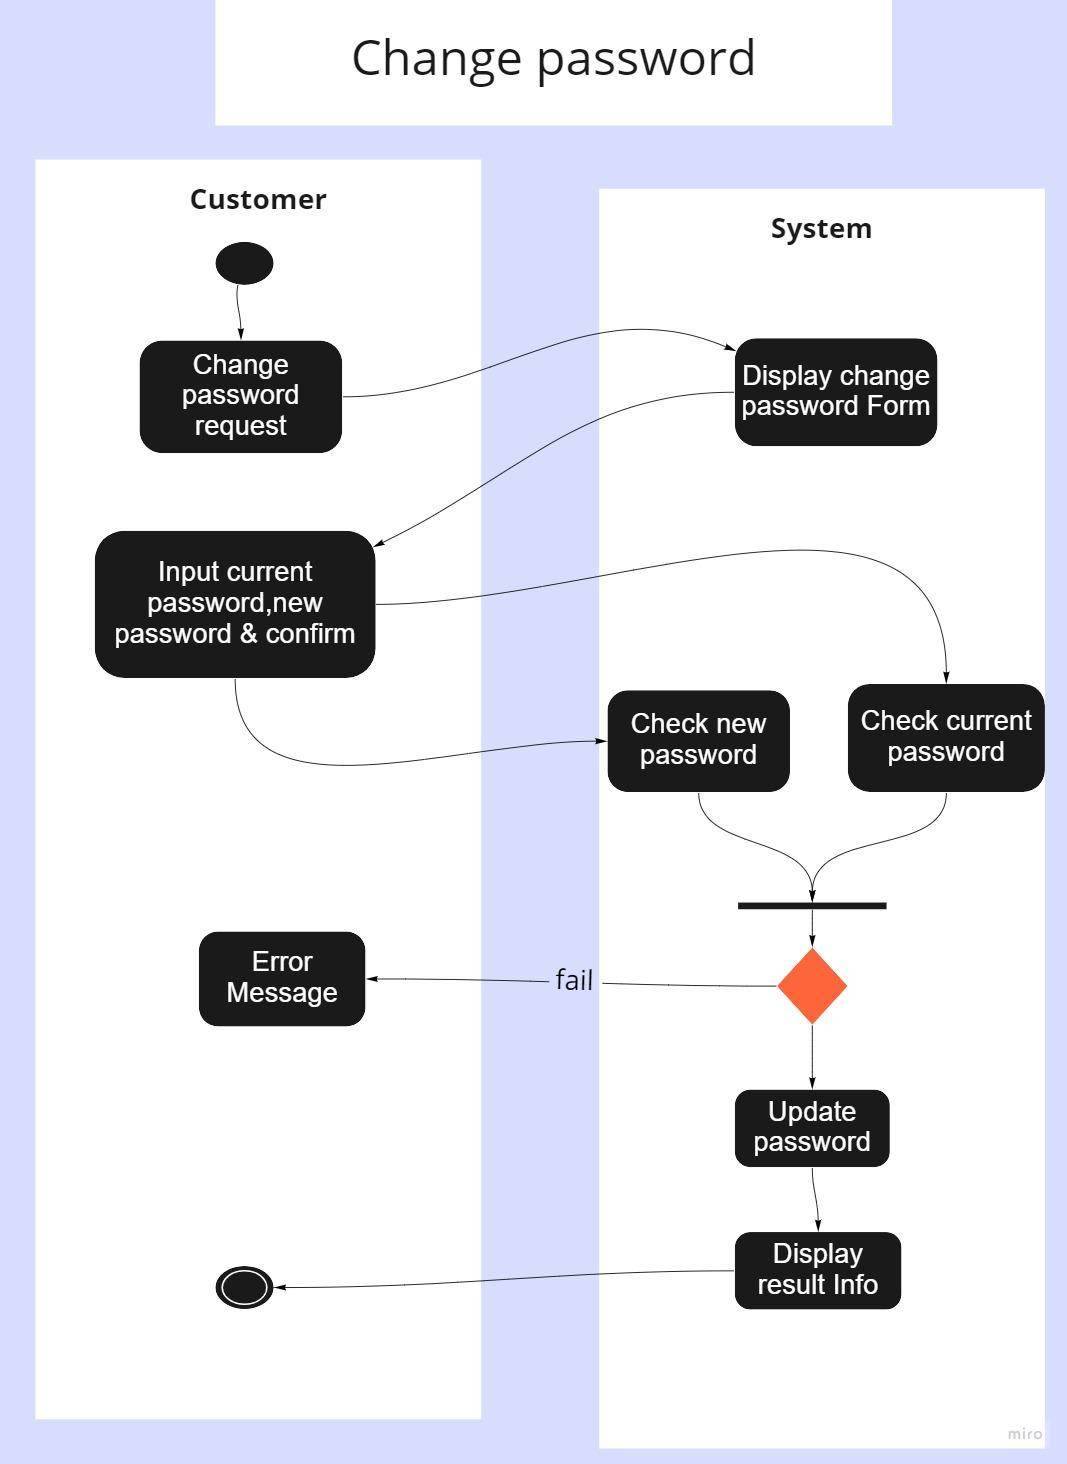 Change password
Customer
System
Change
password
request
Display change
password Form
Input current
password,new
password & confirm
Check new
password
Check current
password
Error
Message
fail
Update
password
Display
result Info
miro